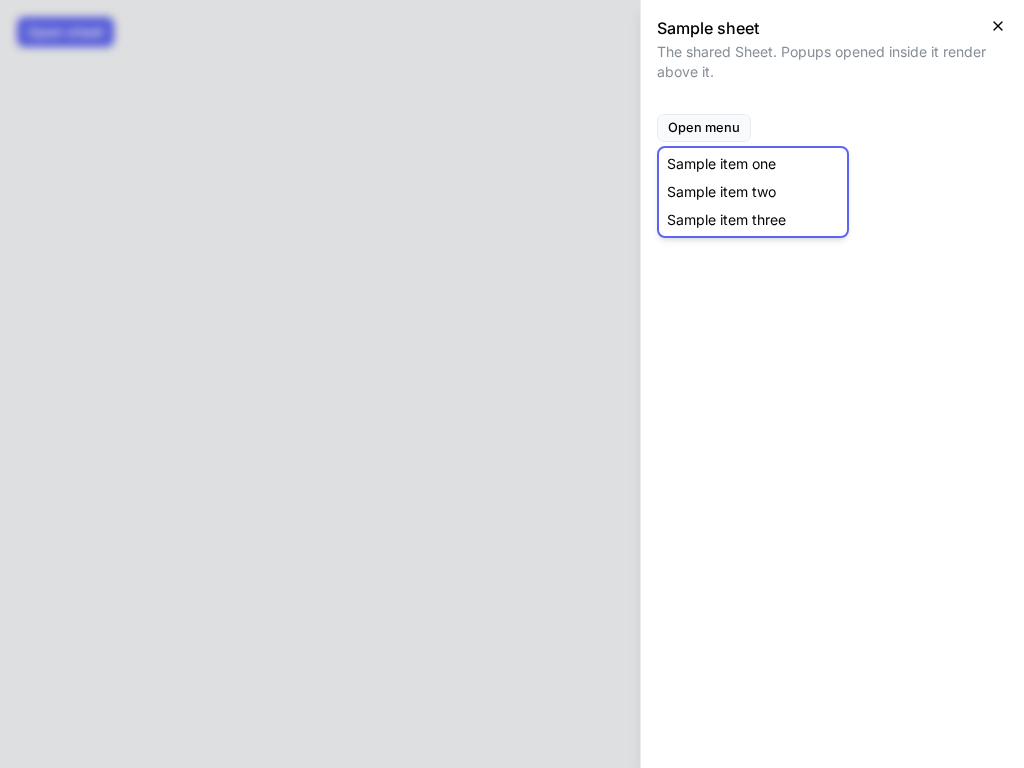 Sample sheet
The shared Sheet. Popups opened inside it render
above it.
Open menu
Sample item one
Sample item two
Sample item three